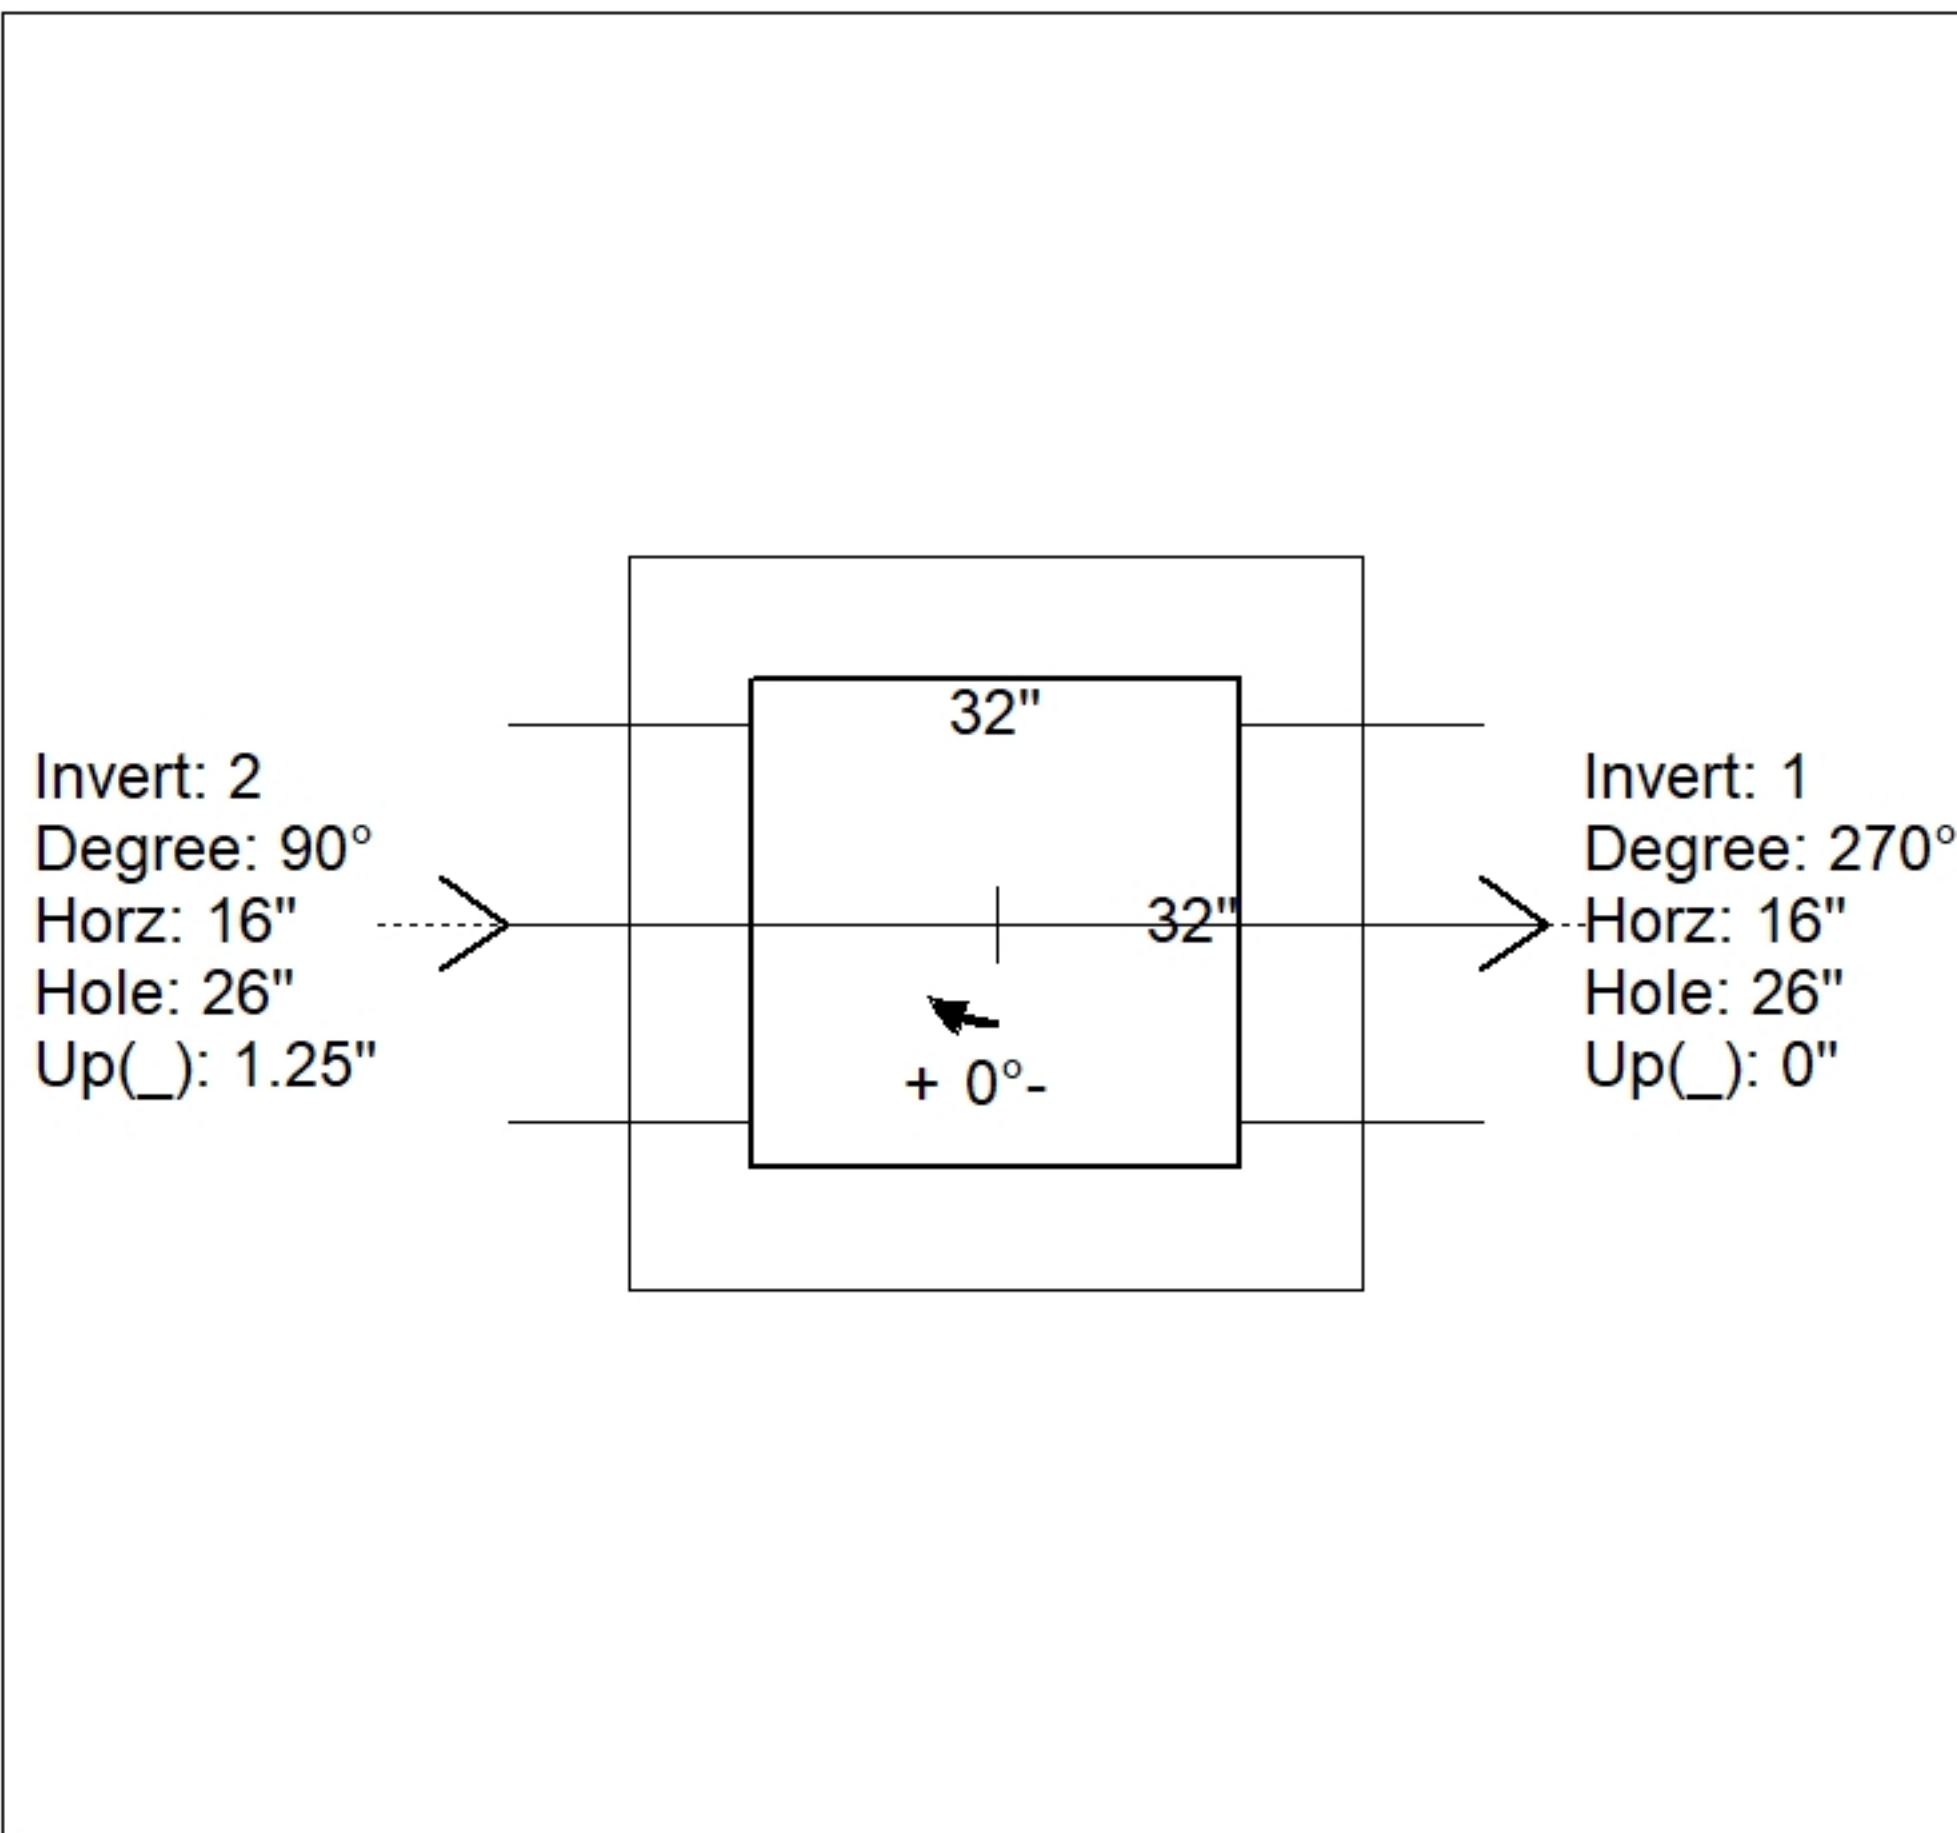 32"
Invert: 2
Degree: 90°
Horz: 16"
Hole: 26"
Up(_): 1.25"
32"
+ 0°-
Invert: 1
Degree: 270°
Horz: 16"
Hole: 26"
Up(_): 0"